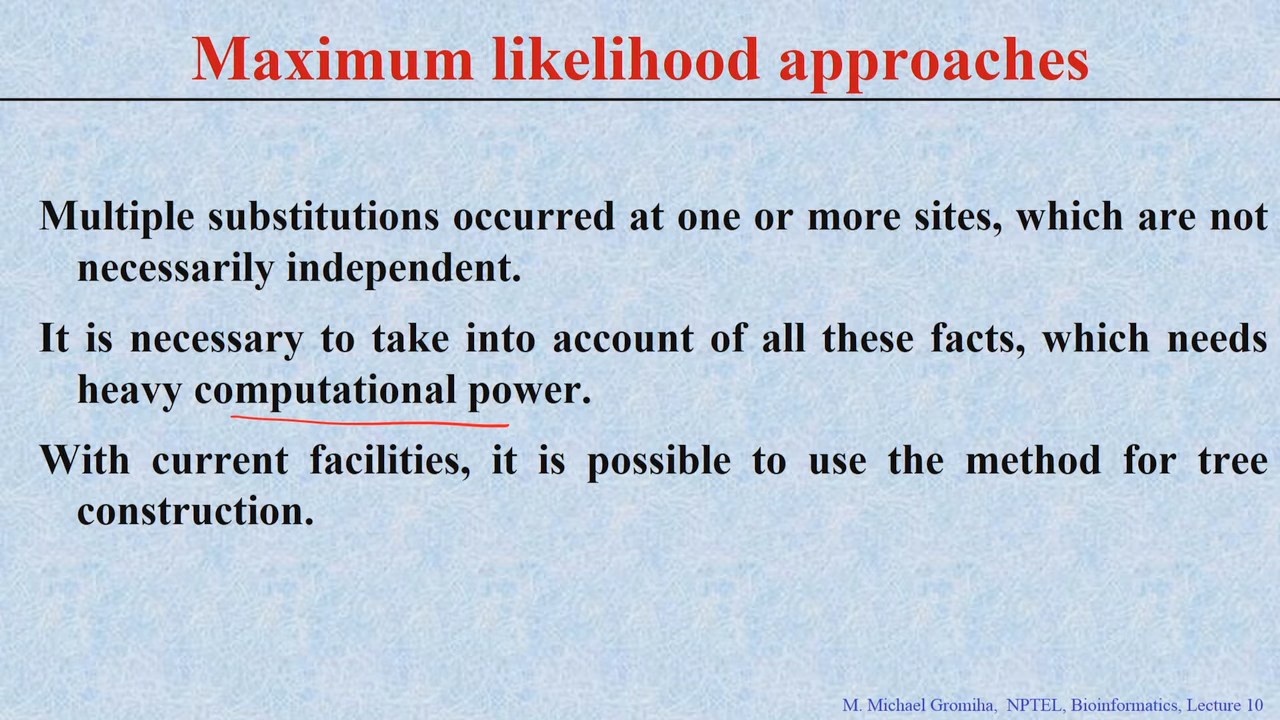 Maximum likelihood approaches
Multiple substitutions occurred at one or more sites, which are not
necessarily independent.
It is necessary to take into account of all these facts, which needs
heavy computational power.
With current facilities, it is possible to use the method for tree
construction.
M. Michael Gromiha, NPTEL, Bioinformatics, Lecture 10